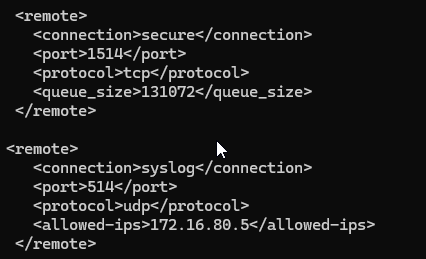 <remote>
<connection>secure</connection>
<port>1514</port>
<protocol>tcp</protocol>
<queue_size>131072</queue_size>
</remote>
<remote>
<connection>syslog</connection>
<port>514</port>
<protocol>udp</protocol>
<allowed-ips>172.16.80.5</allowed-ips>
</remote>